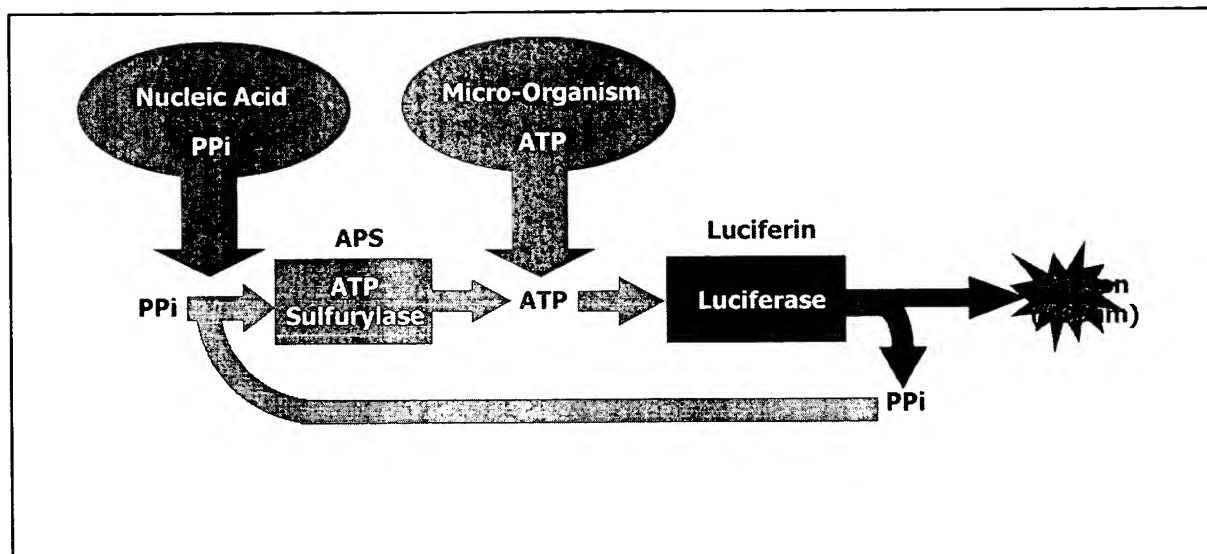 Nucleic Acid
PPi
Micro-Organism
ATP
APS
Luciferin
PPi
ATP
Sulfurylase
ATP
Luciferase
PPi